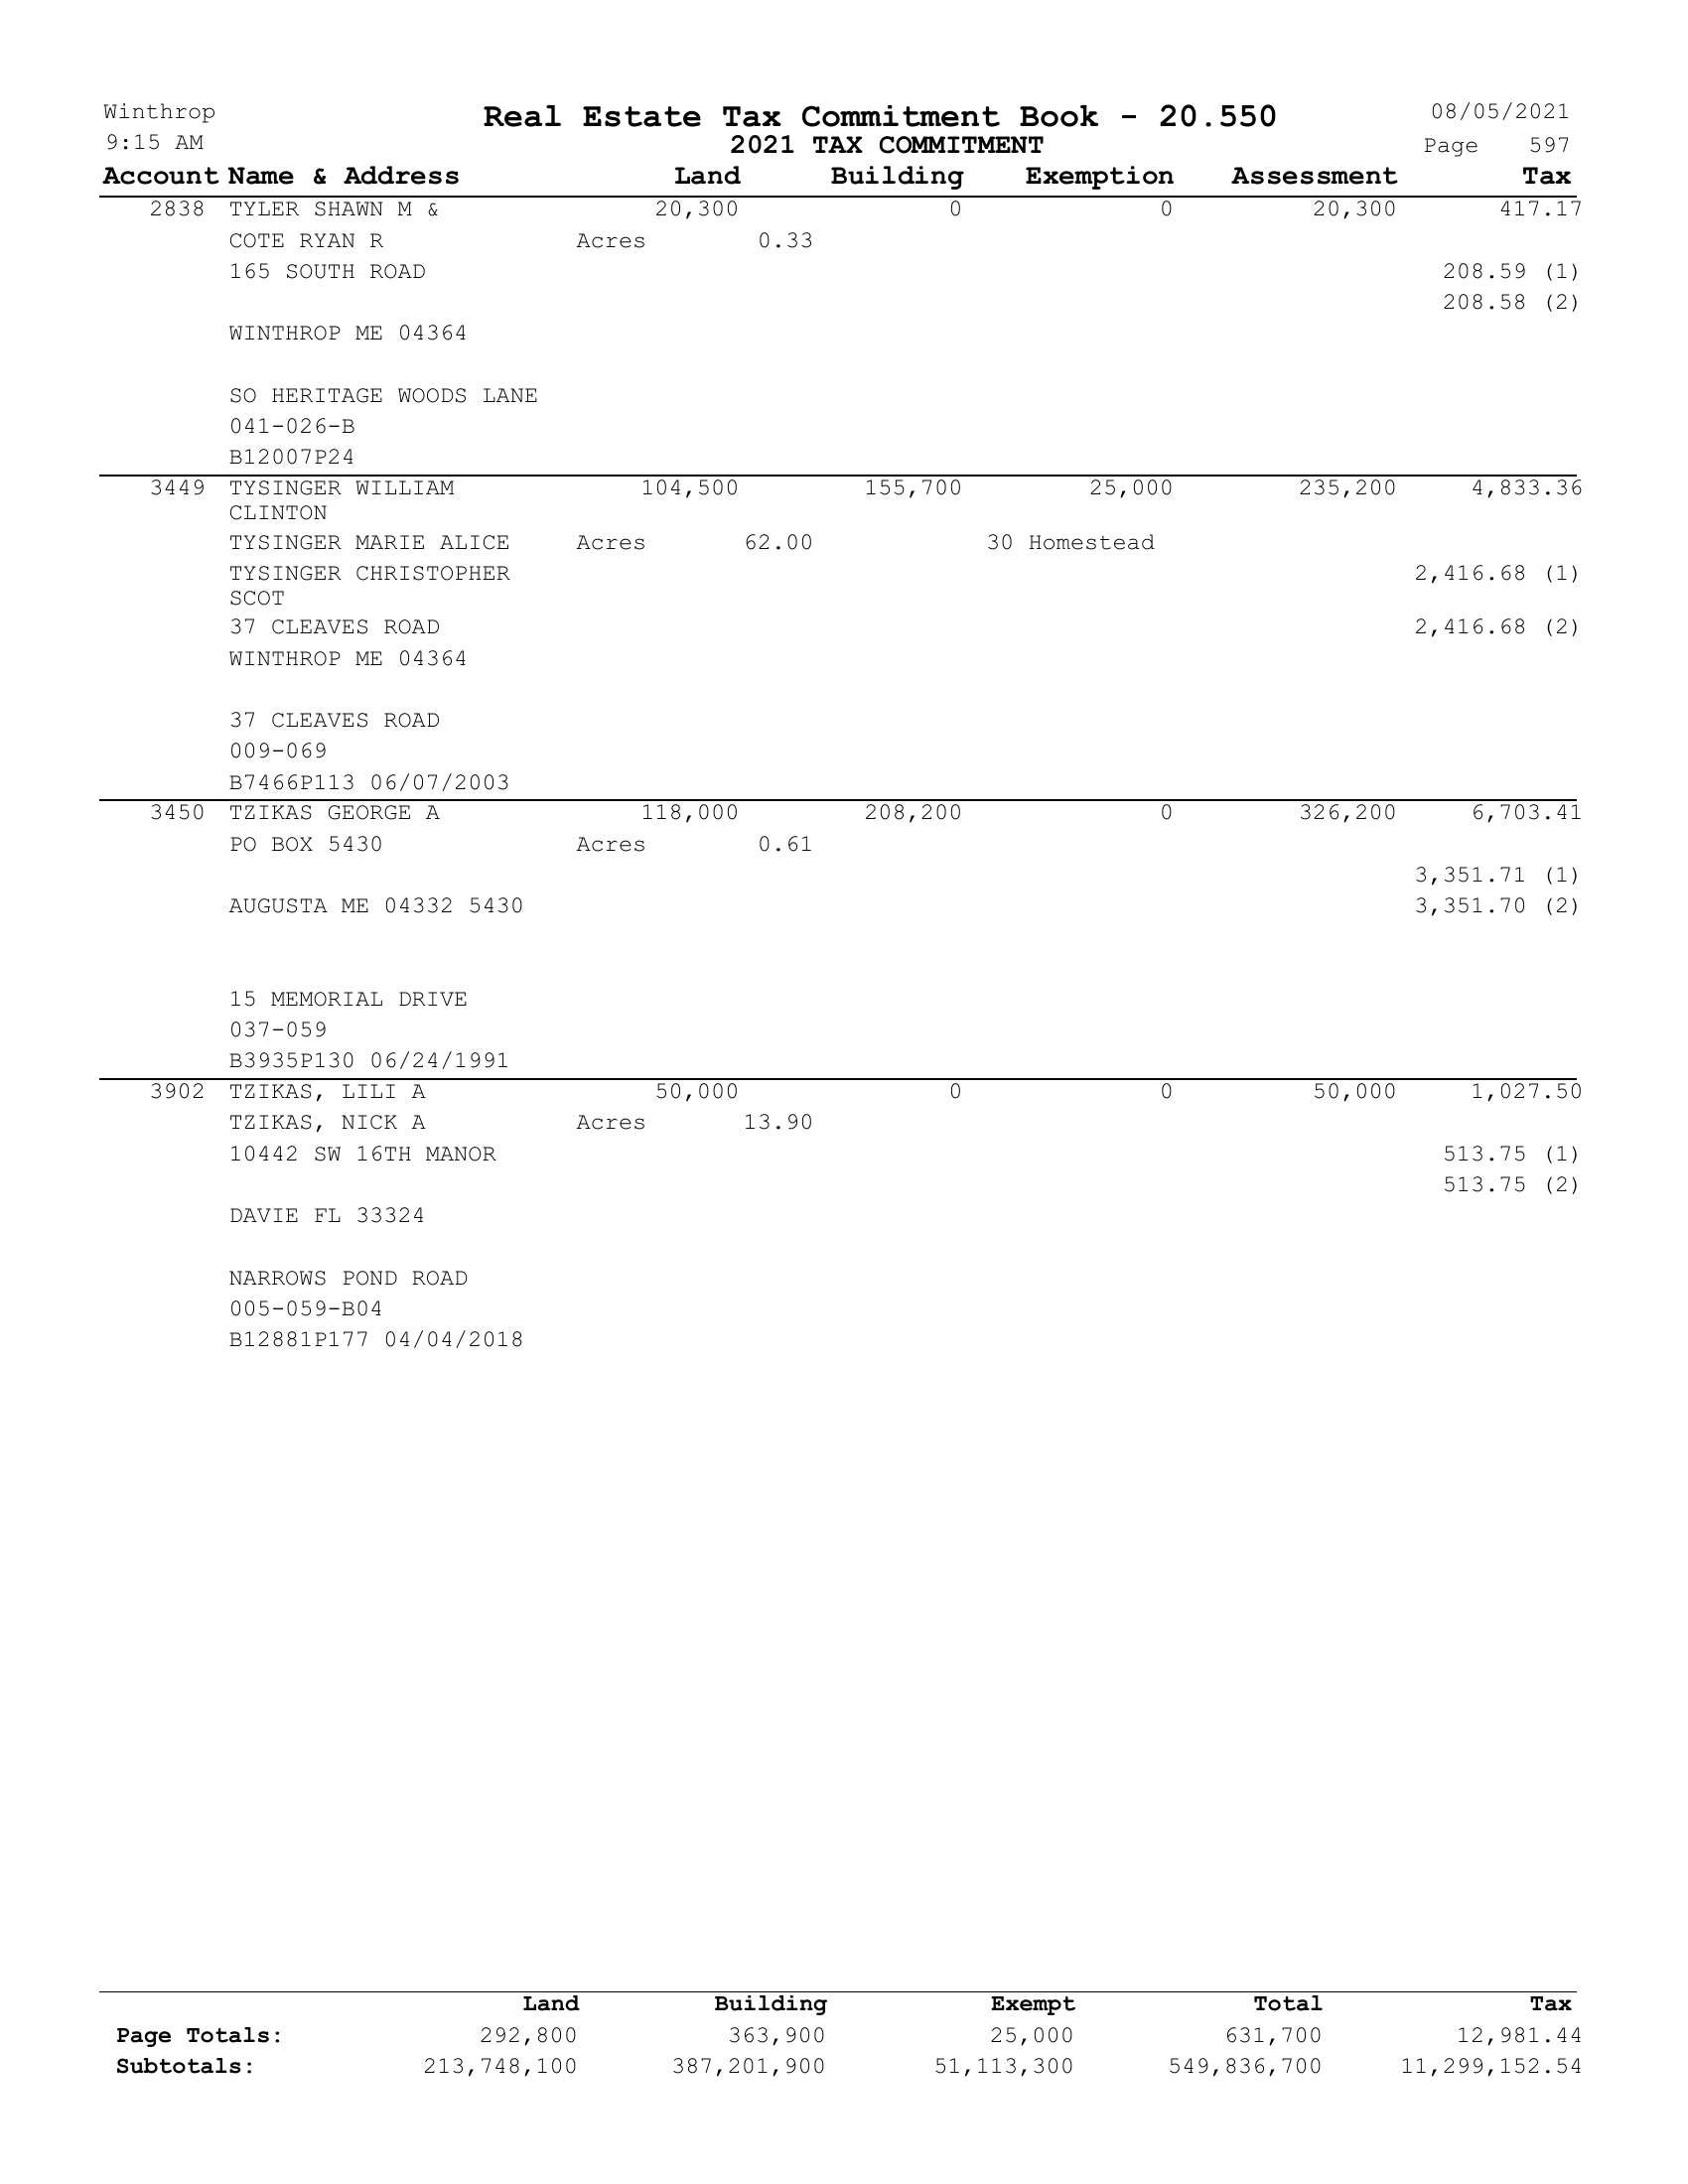 Winthrop Real Estate Tax Commitment Book - 20.550 08/05/2021
9:15 AM 2021 TAX COMMITMENT Page 597
Account Name & Address Land Building Exemption Assessment Tax
2838 TYLER SHAWN M & 20,300 0 0 20,300 417.17
COTE RYAN R Acres 0.33
165 SOUTH ROAD 208.59 (1)
208.58 (2)
WINTHROP ME 04364
SO HERITAGE WOODS LANE
041-026-B
B12007P24
3449 TYSINGER WILLIAM 104,500 155,700 25,000 235,200 4,833.36
CLINTON
TYSINGER MARIE ALICE Acres 62.00 30 Homestead
TYSINGER CHRISTOPHER 2,416.68 (1)
SCOT
37 CLEAVES ROAD 2,416.68 (2)
WINTHROP ME 04364
37 CLEAVES ROAD
009-069
B7466P113 06/07/2003
3450 TZIKAS GEORGE A 118,000 208,200 0 326,200 6,703.41
PO BOX 5430 Acres 0.61
3,351.71 (1)
AUGUSTA ME 04332 5430 3,351.70 (2)
15 MEMORIAL DRIVE
037-059
B3935P130 06/24/1991
3902 TZIKAS, LILI A 50,000 0 0 50,000 1,027.50
TZIKAS, NICK A Acres 13.90
10442 SW 16TH MANOR 513.75 (1)
513.75 (2)
DAVIE FL 33324
NARROWS POND ROAD
005-059-B04
B12881P177 04/04/2018
Land Building Exempt Total Tax
Page Totals: 292,800 363,900 25,000 631,700 12,981.44
Subtotals: 213,748,100 387,201,900 51,113,300 549,836,700 11,299,152.54